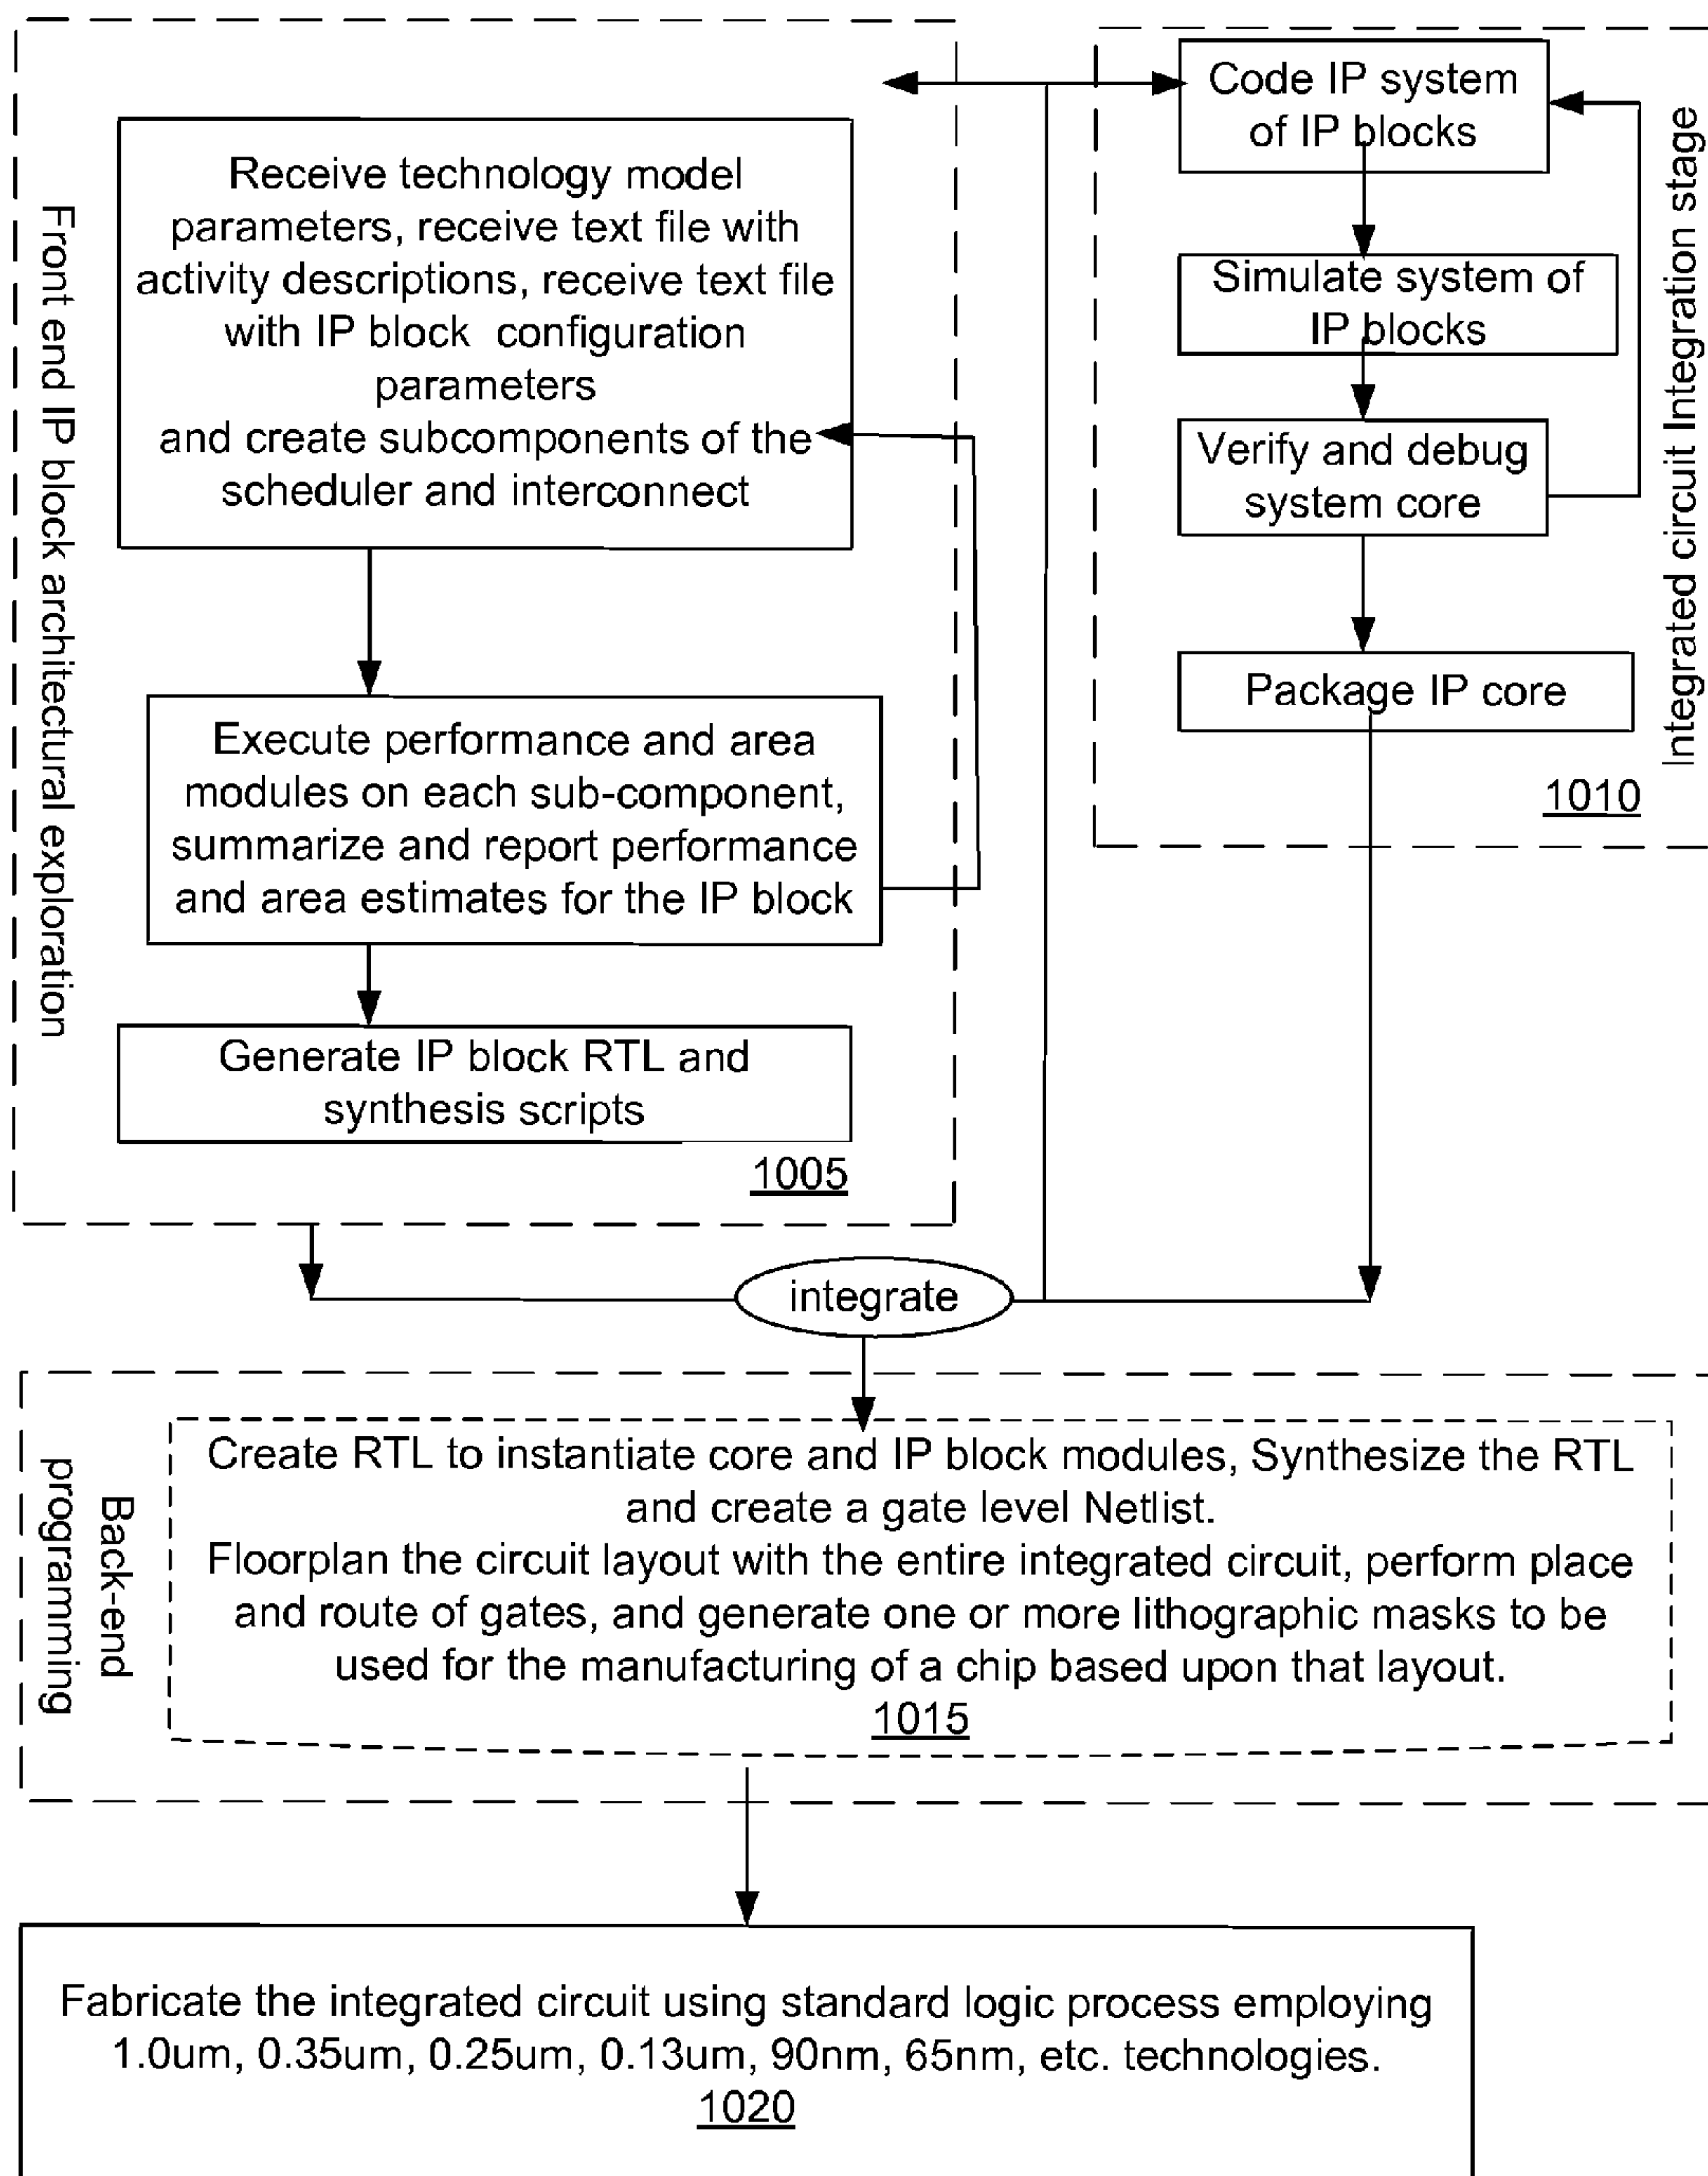 Front end IP block architectural exploration
Receive technology model
parameters, receive text file with
activity descriptions, receive text file
with IP block configuration
parameters
and create subcomponents of the
scheduler and interconnect
Execute performance and area
modules on each sub-component,
summarize and report performance
and area estimates for the IP block
Generate IP block RTL and
synthesis scripts
1005
Code IP system
of IP blocks
Simulate system of
IP blocks
Verify and debug
system core
Package IP core
1010
Integrated circuit Integration stage
integrate
Back-end
programming
Create RTL to instantiate core and IP block modules, Synthesize the RTL
and create a gate level Netlist.
Floorplan the circuit layout with the entire integrated circuit, perform place
and route of gates, and generate one or more lithographic masks to be
used for the manufacturing of a chip based upon that layout.
1015
Fabricate the integrated circuit using standard logic process employing
1.0um, 0.35um, 0.25um, 0.13um, 90nm, 65nm, etc. technologies.
1020